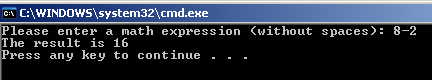 C:\WINDOWS\system32\cmd.exe
Please enter a math expression (without spaces): 8-2
The result is 16
Press any key to continue . . .